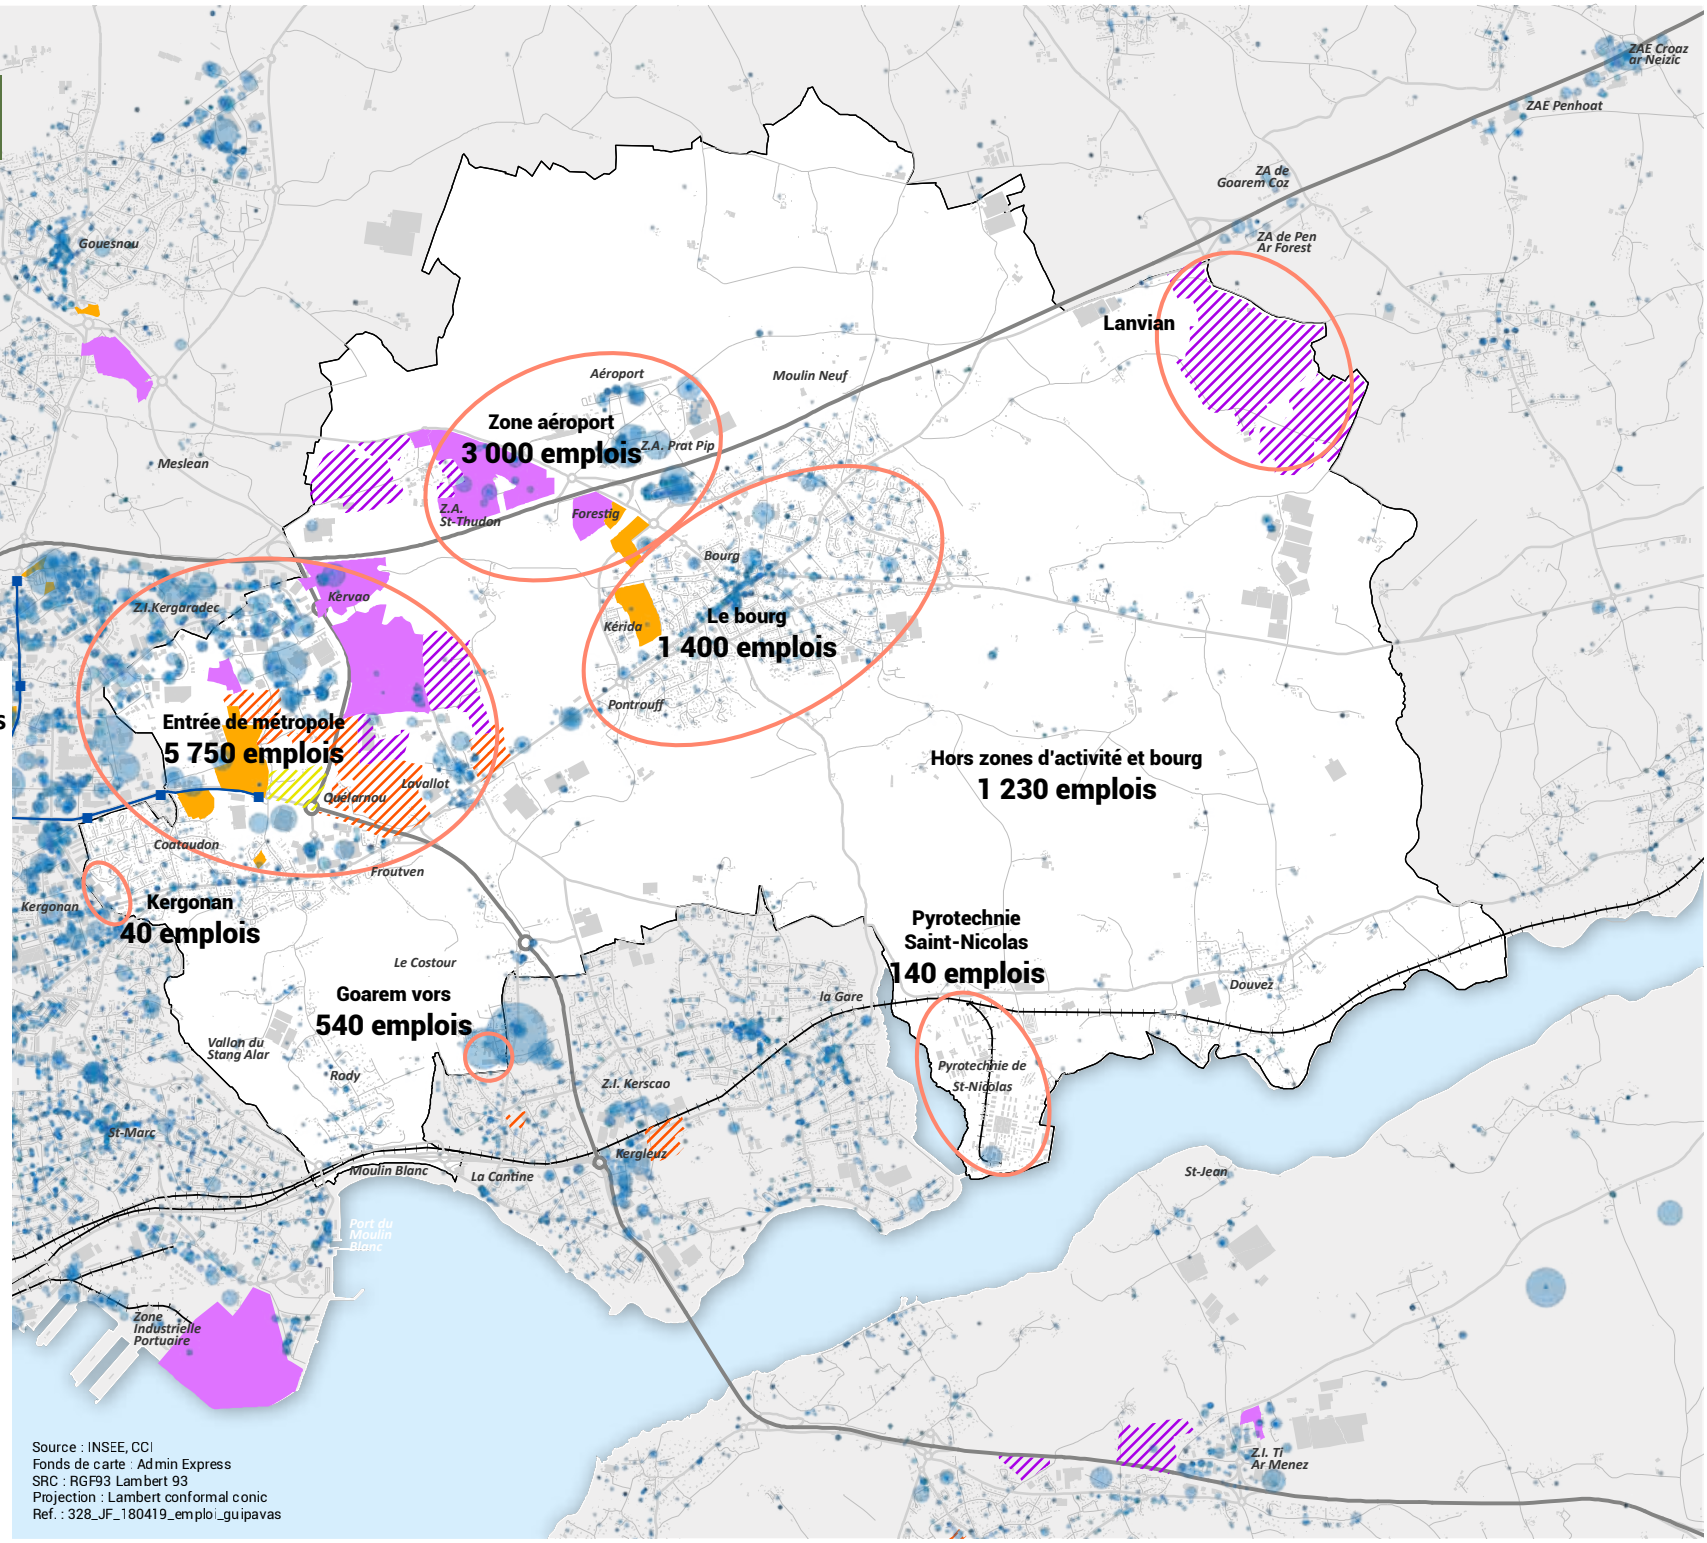 ZAE Croaz
ar Neizic
ZAE Penhoat
ZA de
Goarem Coz
ZA de Pen
Ar Forest
Gouesnou
Lanvian
Aéroport
Moulin Neuf
Zone aéroport
3 000 emplois
Z.A. Prat Pip
Meslean
Z.A.
St-Thudon
Forestig
Bourg
Z.I.Kergaradec
Kervao
Kérida
Le bourg
1 400 emplois
Pontrouff
s
Entrée de métropole
5 750 emplois
Hors zones d'activité et bourg
1 230 emplois
Lavallot
Quélarnou
Coataudon
Froutven
Kergonan
Kergonan
40 emplois
Pyrotechnie
Saint-Nicolas
140 emplois
Le Costour
Goarem vors
540 emplois
la Gare
Douvez
Vallon du
Stang Alar
Rody
Z.I. Kerscao
Pyrotechnie de
St-Nicolas
St-Marc
Kergleuz
Moulin Blanc
La Cantine
St-Jean
Port du
Moulin
Blanc
Zone
Industrielle
Portuaire
Z.I. Ti
Ar Menez
Source : INSEE, CCI
Fonds de carte : Admin Express
SRC : RGF93 Lambert 93
Projection : Lambert conformal conic
Ref. : 328_JF_180419_emploi_guipavas